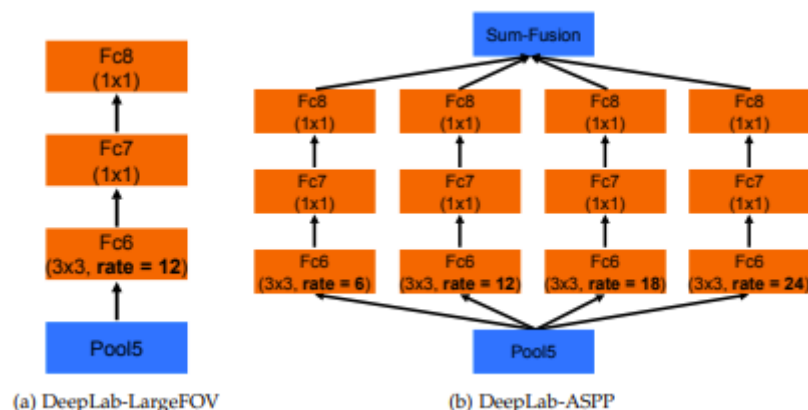 Fc8
(1x1)
Fc7
(1x1)
Fc6
(3x3, rate = 12)
Pool5
(a) DeepLab-LargeFOV
Sum-Fusion
Fc8
(1x1)
Fc8
(1x1)
Fc8
(1x1)
Fc8
(1x1)
Fc7
(1x1)
Fc7
(1x1)
Fc7
(1x1)
Fc7
(1x1)
Fc6
(3x3, rate = 6)
Fc6
(3x3, rate = 12)
Fc6
(3x3, rate = 18)
Fc6
(3x3, rate = 24)
Pool5
(b) DeepLab-ASPP